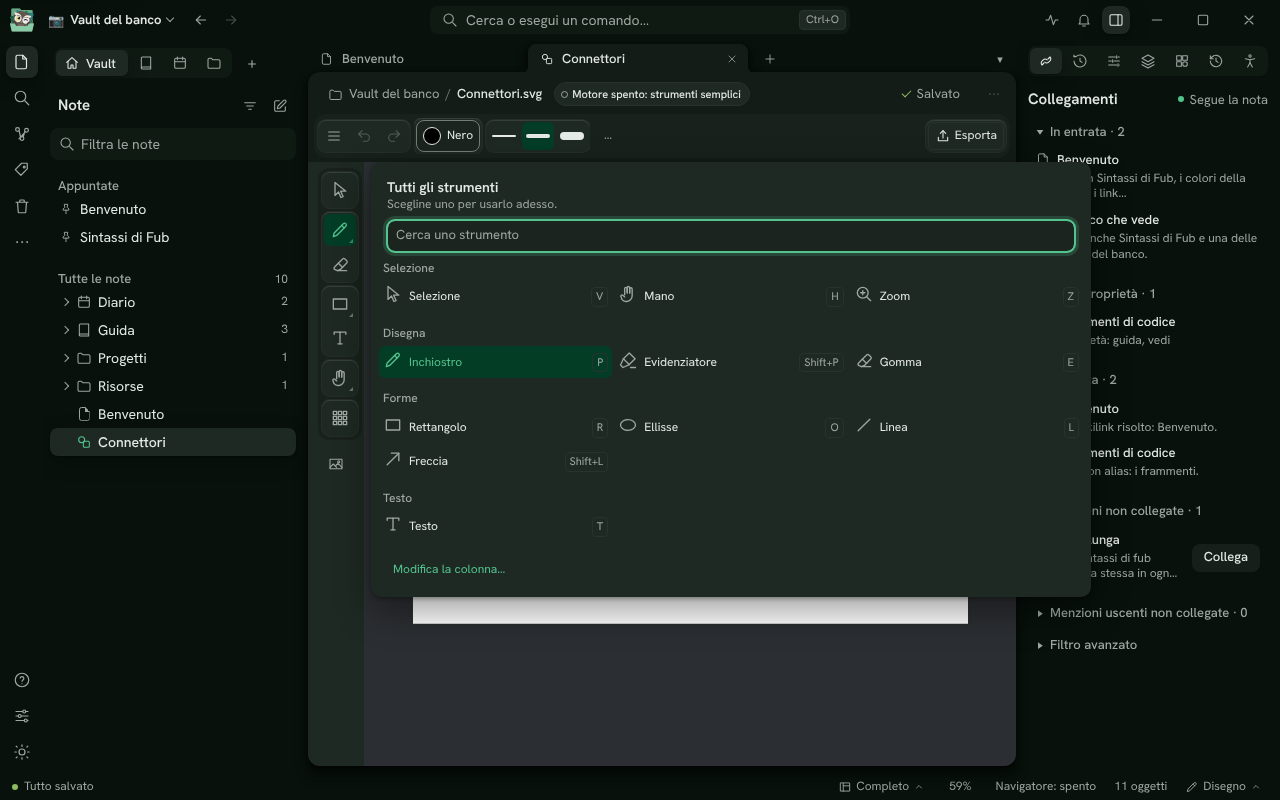 Vault del banco
Cerca o esegui un comando...
Ctrl+O
Vault
Benvenuto
Connettori
Note
Filtra le note
Appuntate
Benvenuto
Sintassi di Fub
Tutte le note 10
Diario 2
Guida 3
Progetti 1
Risorse 1
Benvenuto
Connettori
Vault del banco / Connettori.svg
Motore spento: strumenti semplici
Salvato
Nero
...
Esporta
Tutti gli strumenti
Scegline uno per usarlo adesso.
Cerca uno strumento
Selezione
Selezione V
Mano H
Zoom Z
Disegna
Inchiostro P
Evidenziatore Shift+P
Gomma E
Forme
Rettangolo R
Ellisse O
Linea L
Freccia Shift+L
Testo
Testo T
Modifica la colonna...
Collegamenti
Segue la nota
In entrata · 2
Benvenuto
Sintassi di Fub, i colori della
i link...
co che vede
nche Sintassi di Fub e una delle
del banco.
roprietà · 1
menti di codice
età: guida, vedi
a · 2
enuto
kilink risolto: Benvenuto.
menti di codice
on alias: i frammenti.
ni non collegate · 1
unga
ntassi di fub
a stessa in ogn...
Collega
Menzioni uscenti non collegate · 0
Filtro avanzato
Tutto salvato
Completo
59%
Navigatore: spento
11 oggetti
Disegno